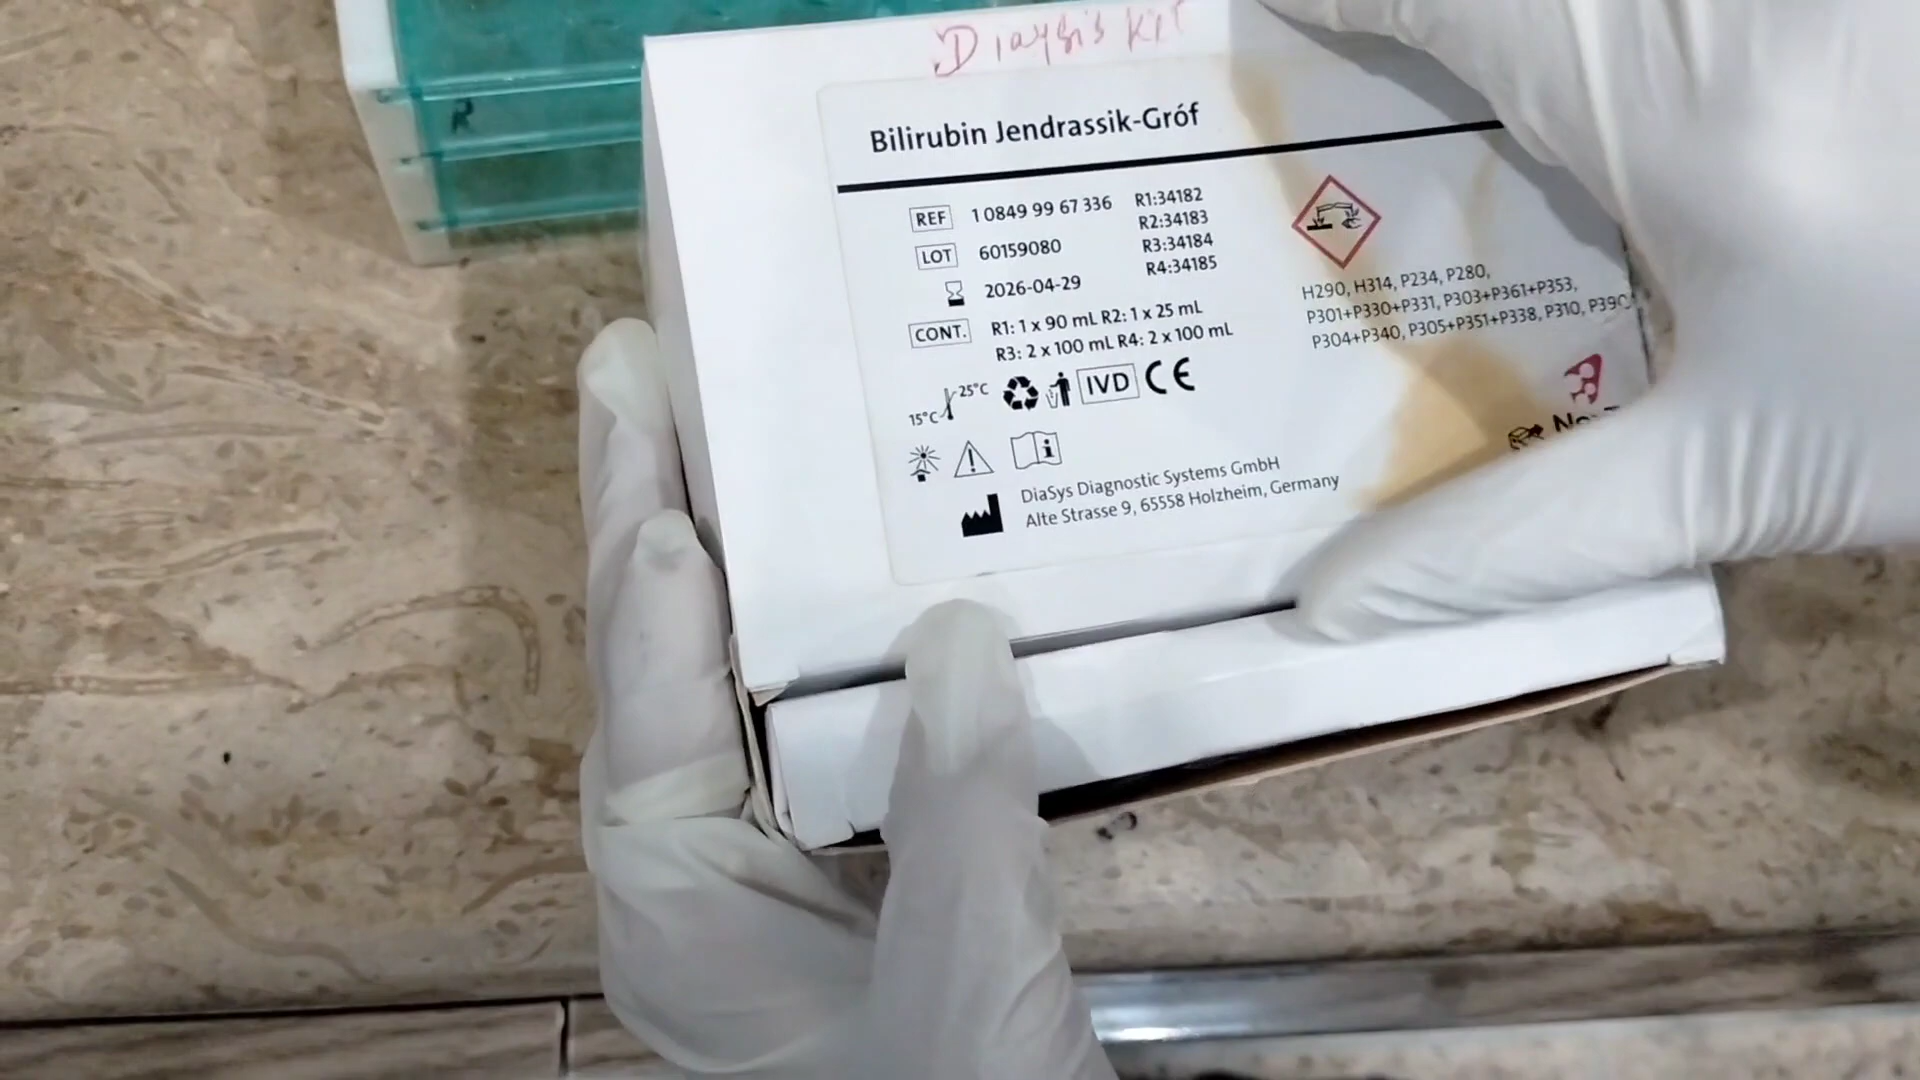 Diaysis kit
Bilirubin Jendrassik-Gróf
REF 1 0849 99 67 336 R1:34182
R2:34183
LOT 60159080 R3:34184
R4:34185
2026-04-29
CONT. R1: 1 x 90 mL R2: 1 x 25 mL
R3: 2 x 100 mL R4: 2 x 100 mL
15°C 25°C IVD CE
DiaSys Diagnostic Systems GmbH
Alte Strasse 9, 65558 Holzheim, Germany
H290, H314, P234, P280,
P301+P330+P331, P303+P361+P353,
P304+P340, P305+P351+P338, P310, P390
R